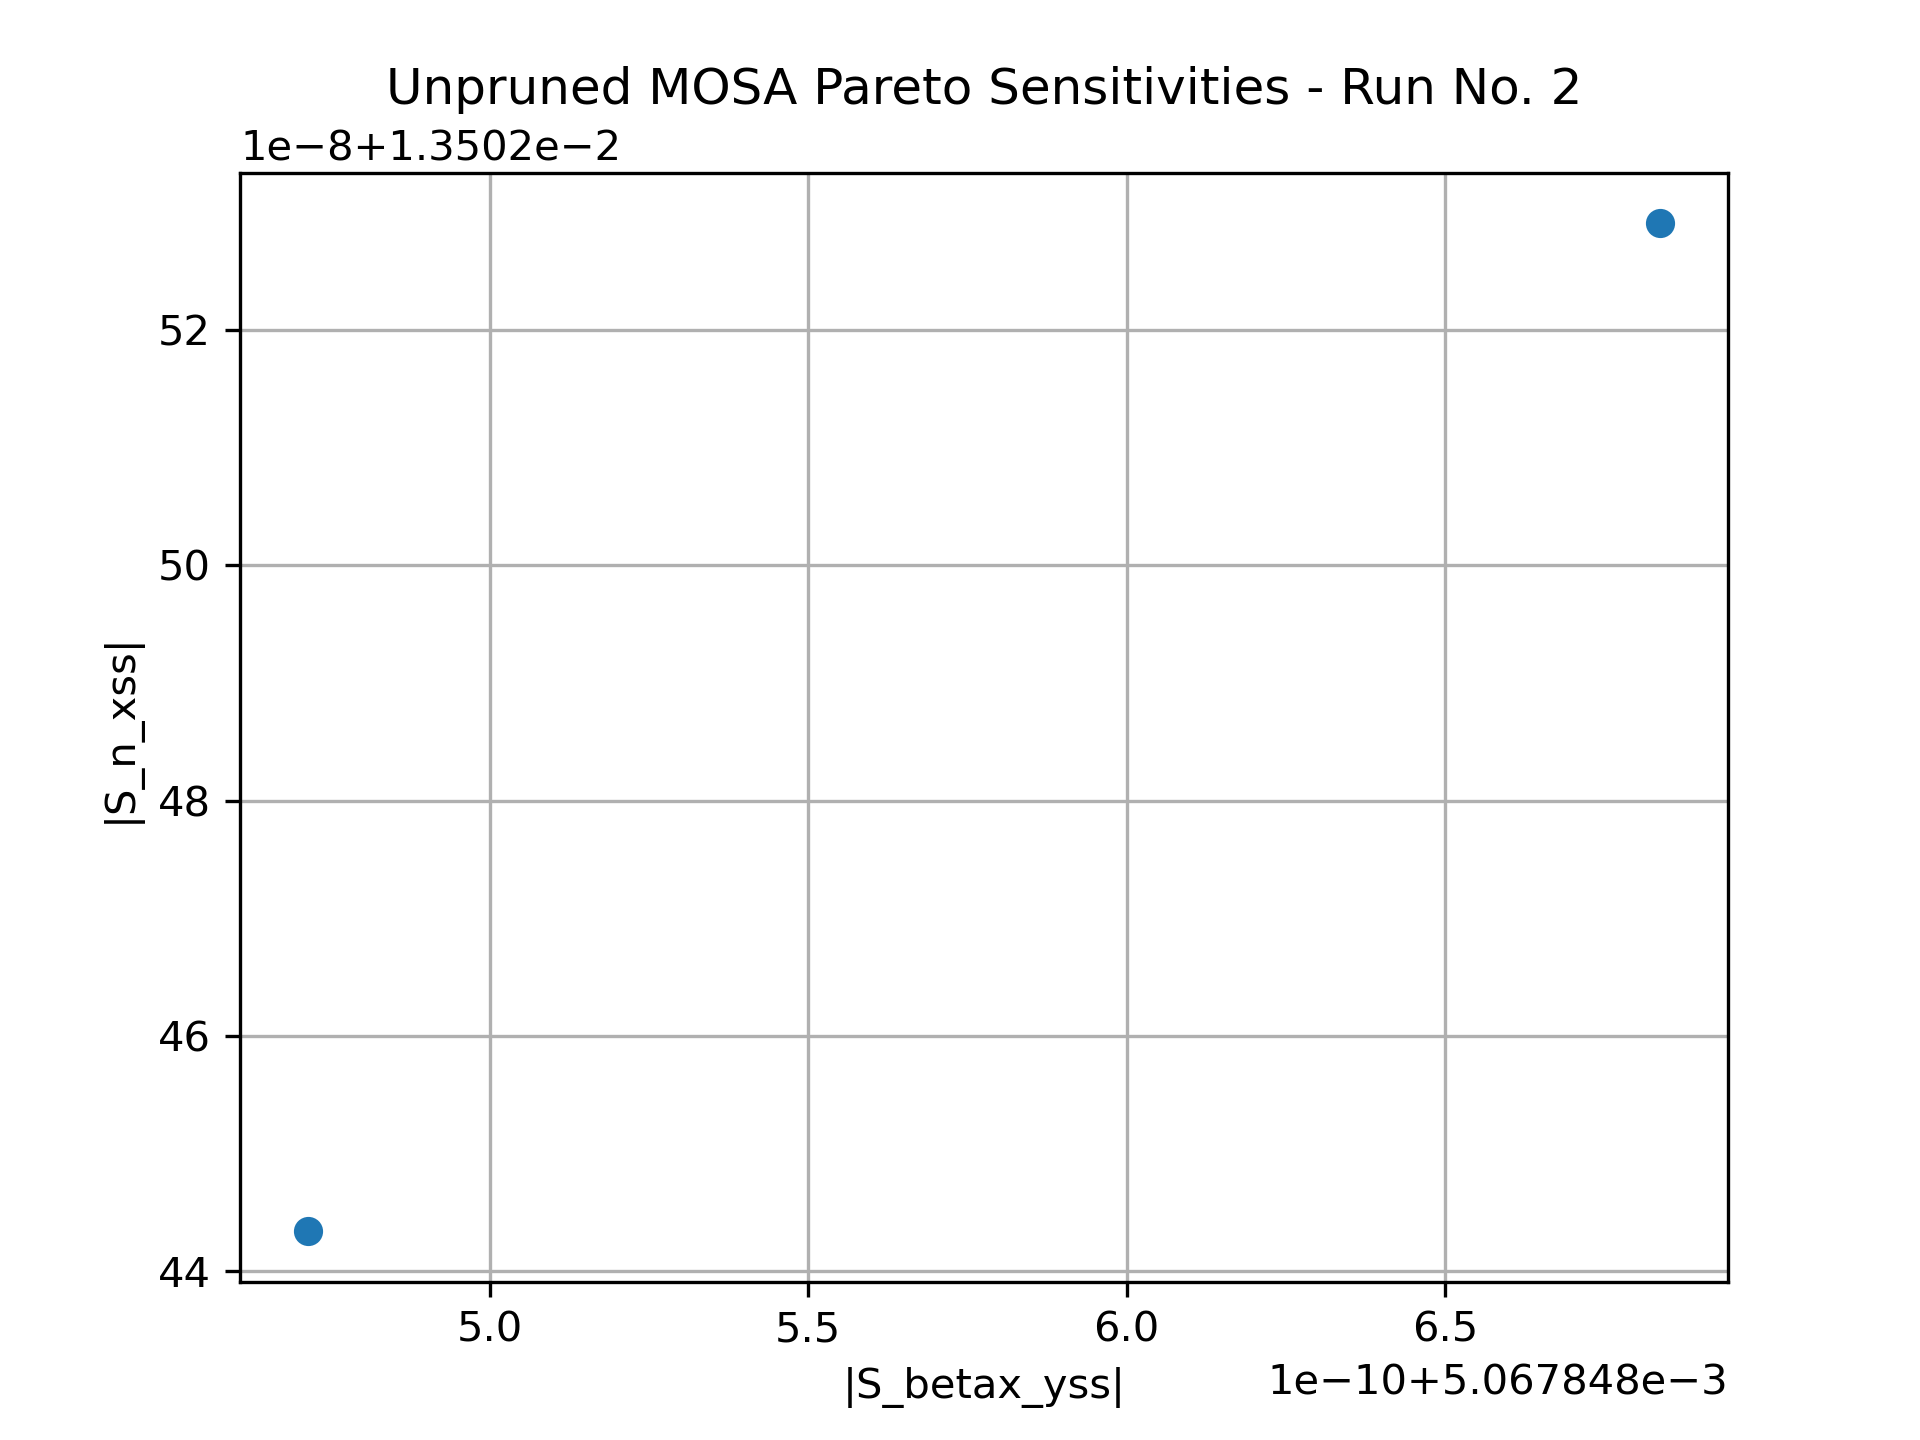 Unpruned MOSA Pareto Sensitivities - Run No. 2
1e−8+1.3502e−2
52
50
48
46
44
|S_n_xss|
5.0 5.5 6.0 6.5
|S_betax_yss|
1e−10+5.067848e−3